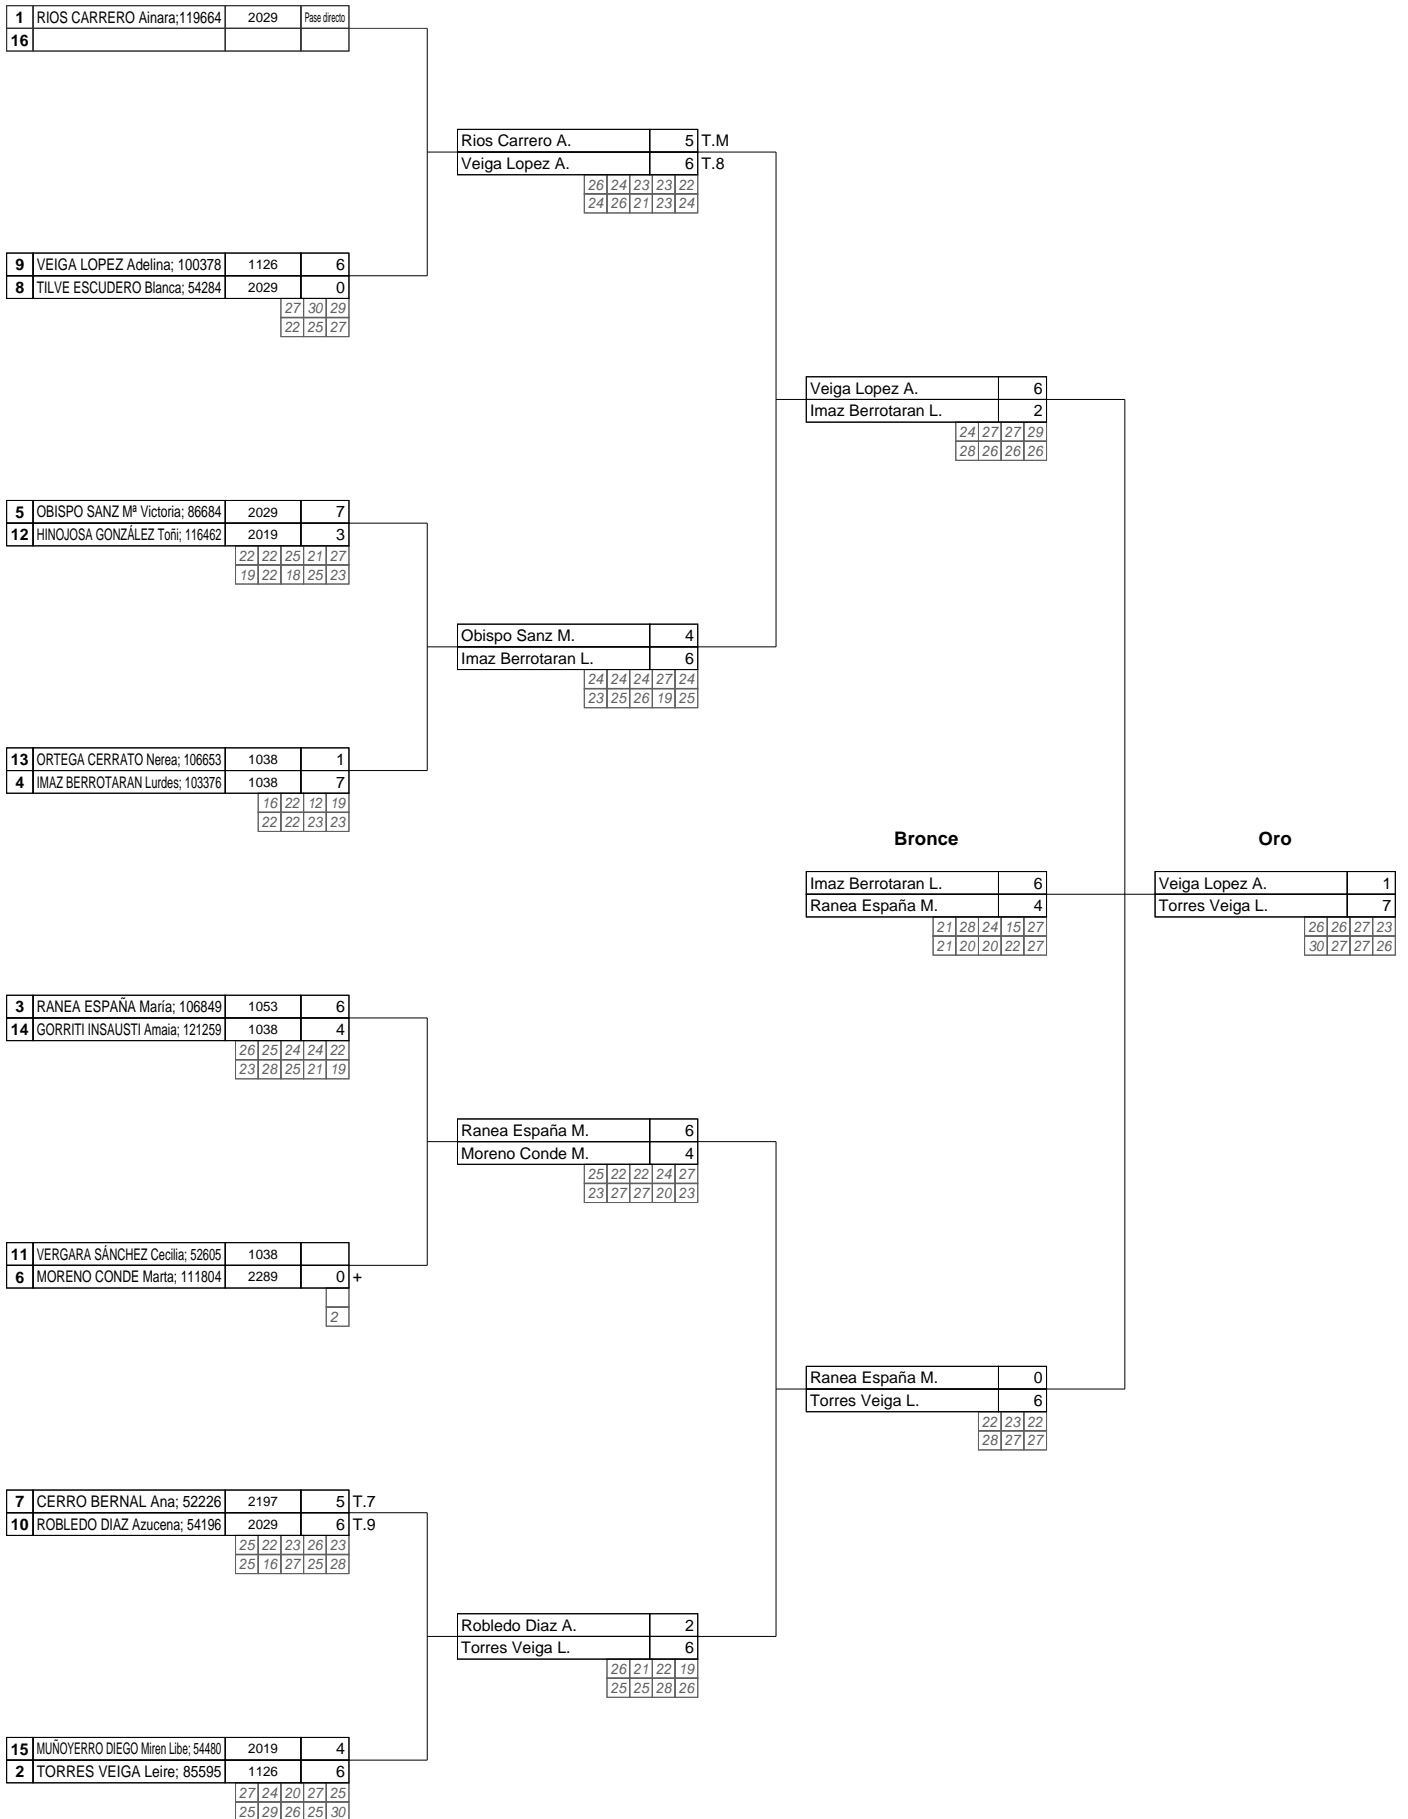 1 RIOS CARRERO Ainara;119664 2029 Pase directo
16
Rios Carrero A. 5 T.M
Veiga Lopez A. 6 T.8
26 24 23 23 22
24 26 21 23 24
9 VEIGA LOPEZ Adelina; 100378 1126 6
8 TILVE ESCUDERO Blanca; 54284 2029 0
27 30 29
22 25 27
Veiga Lopez A. 6
Imaz Berrotaran L. 2
24 27 27 29
28 26 26 26
5 OBISPO SANZ Mª Victoria; 86684 2029 7
12 HINOJOSA GONZÁLEZ Toñi; 116462 2019 3
22 22 25 21 27
19 22 18 25 23
Obispo Sanz M. 4
Imaz Berrotaran L. 6
24 24 24 27 24
23 25 26 19 25
13 ORTEGA CERRATO Nerea; 106653 1038 1
4 IMAZ BERROTARAN Lurdes; 103376 1038 7
16 22 12 19
22 22 23 23
Bronce Oro
Imaz Berrotaran L. 6 Veiga Lopez A. 1
Ranea España M. 4 Torres Veiga L. 7
21 28 24 15 27 26 26 27 23
21 20 20 22 27 30 27 27 26
3 RANEA ESPAÑA María; 106849 1053 6
14 GORRITI INSAUSTI Amaia; 121259 1038 4
26 25 24 24 22
23 28 25 21 19
Ranea España M. 6
Moreno Conde M. 4
25 22 22 24 27
23 27 27 20 23
11 VERGARA SÁNCHEZ Cecilia; 52605 1038
6 MORENO CONDE Marta; 111804 2289 0 +
2
Ranea España M. 0
Torres Veiga L. 6
22 23 22
28 27 27
7 CERRO BERNAL Ana; 52226 2197 5 T.7
10 ROBLEDO DIAZ Azucena; 54196 2029 6 T.9
25 22 23 26 23
25 16 27 25 28
Robledo Diaz A. 2
Torres Veiga L. 6
26 21 22 19
25 25 28 26
15 MUÑOYERRO DIEGO Miren Libe; 54480 2019 4
2 TORRES VEIGA Leire; 85595 1126 6
27 24 20 27 25
25 29 26 25 30